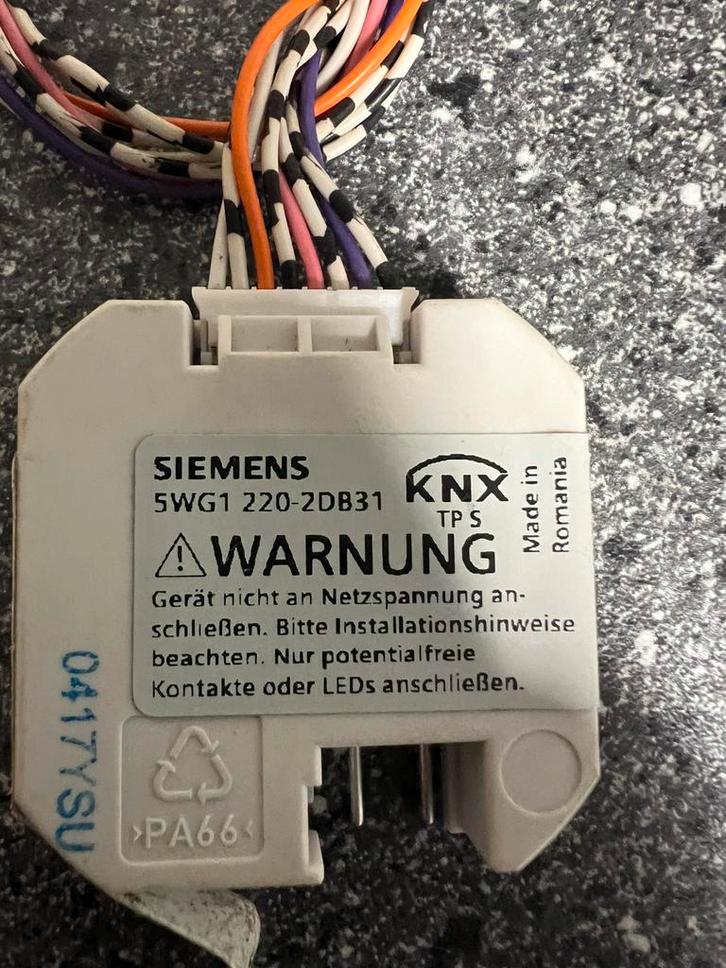 SIEMENS
5WG1 220-2DB31
KNX
TP S
Made in
Romania
⚠WARNUNG
Gerät nicht an Netzspannung an-
schließen. Bitte Installationshinweise
beachten. Nur potentialfreie
Kontakte oder LEDs anschließen.
0417YSU
>PA66<